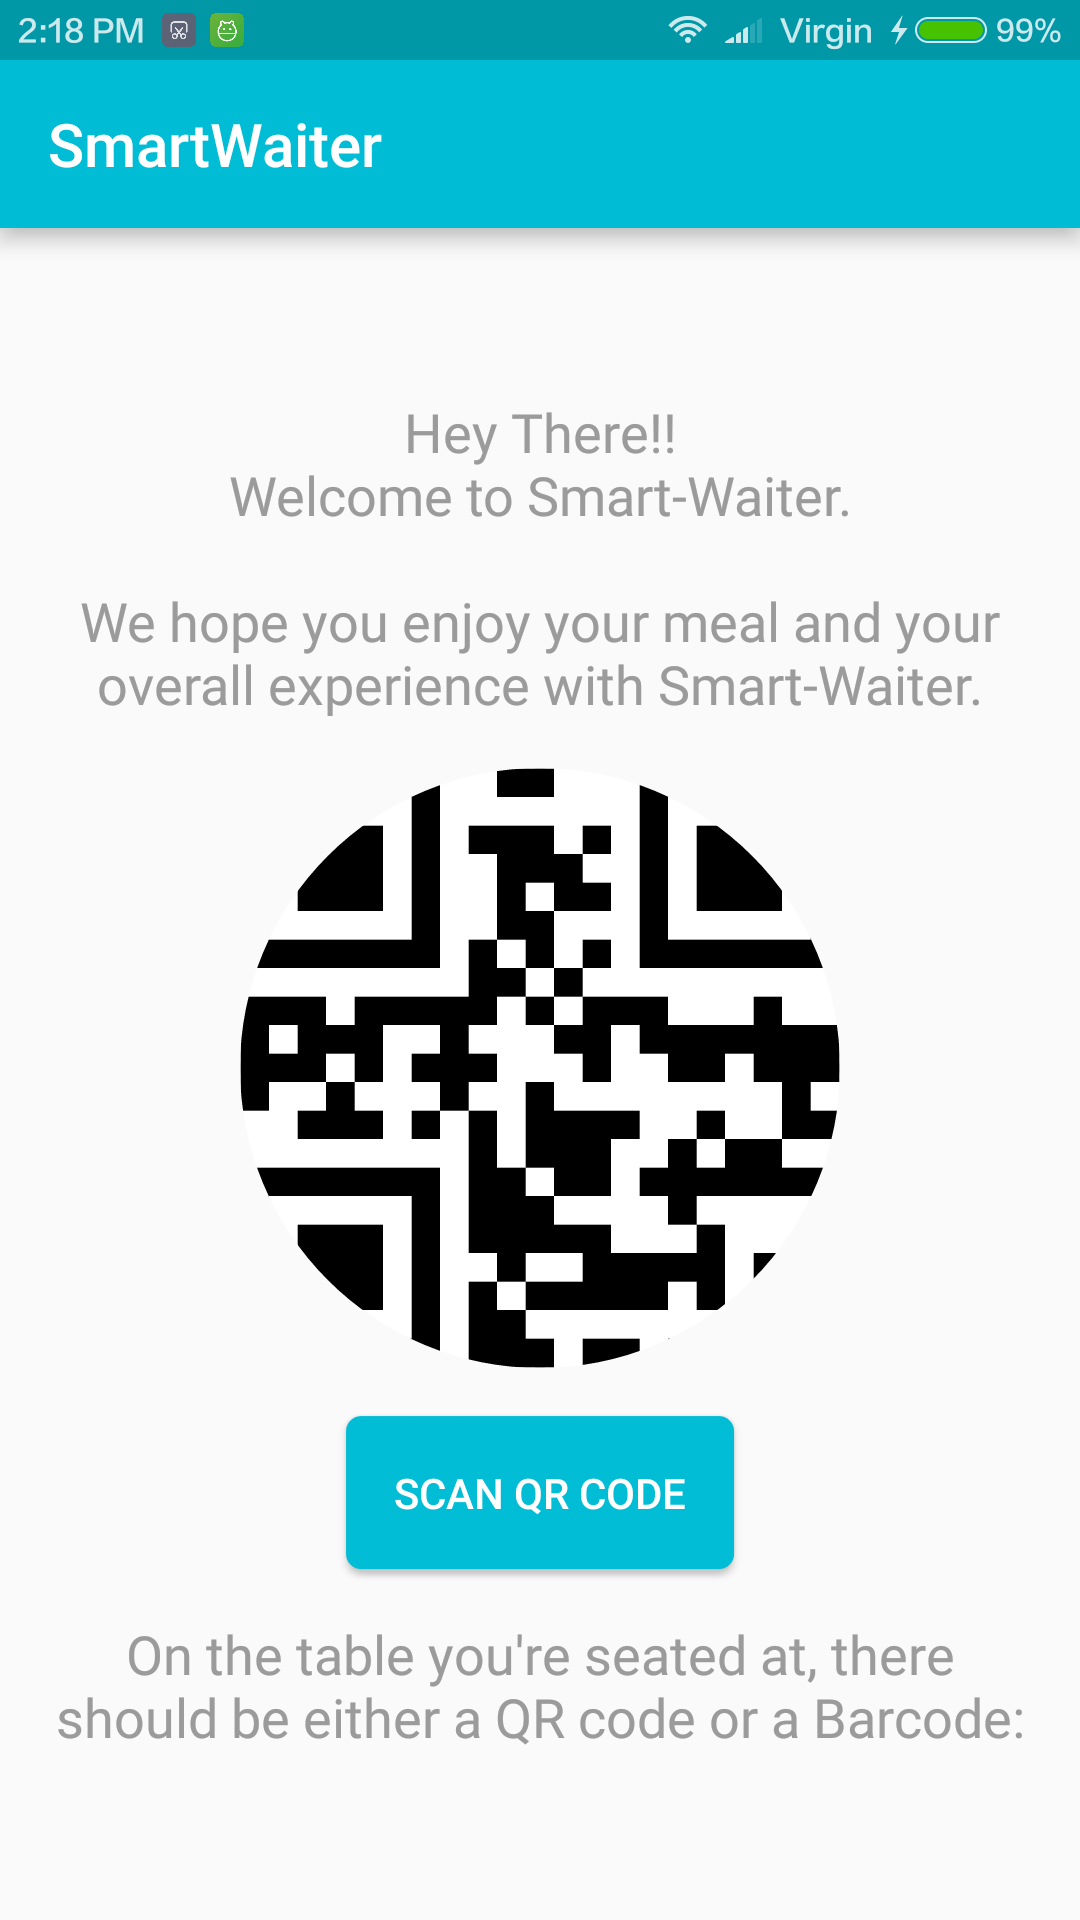 2:18 PM Virgin 99%
SmartWaiter
Hey There!!
Welcome to Smart-Waiter.
We hope you enjoy your meal and your
overall experience with Smart-Waiter.
SCAN QR CODE
On the table you're seated at, there
should be either a QR code or a Barcode: